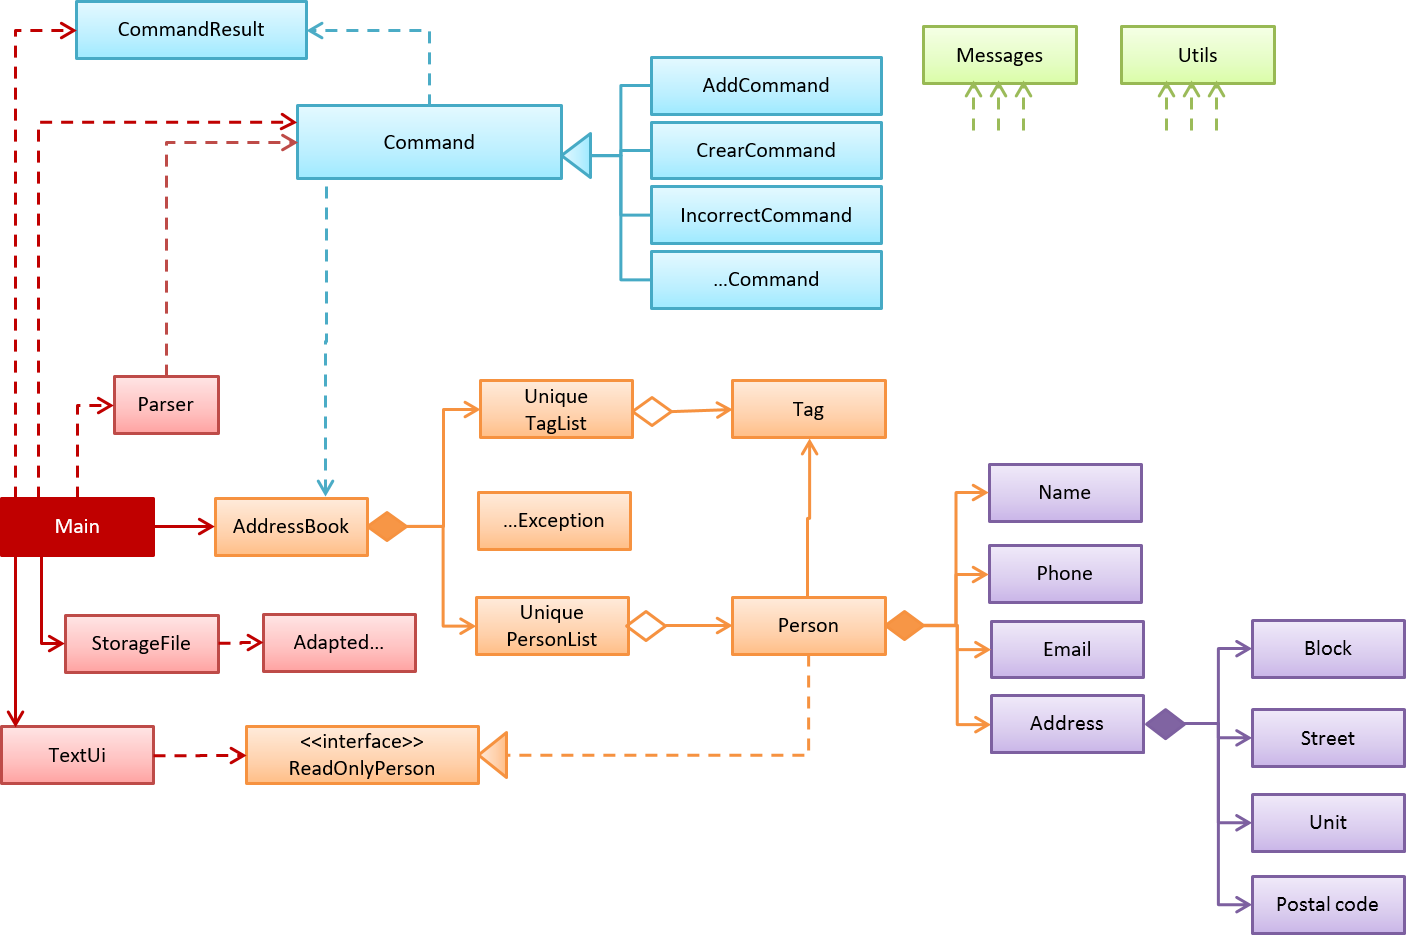 CommandResult
Messages
Utils
AddCommand
Command
CrearCommand
IncorrectCommand
...Command
Parser
Unique
TagList
Tag
Main
AddressBook
...Exception
Name
Phone
Unique
PersonList
Person
StorageFile
Adapted...
Email
Block
Address
Street
TextUi
<<interface>>
ReadOnlyPerson
Unit
Postal code